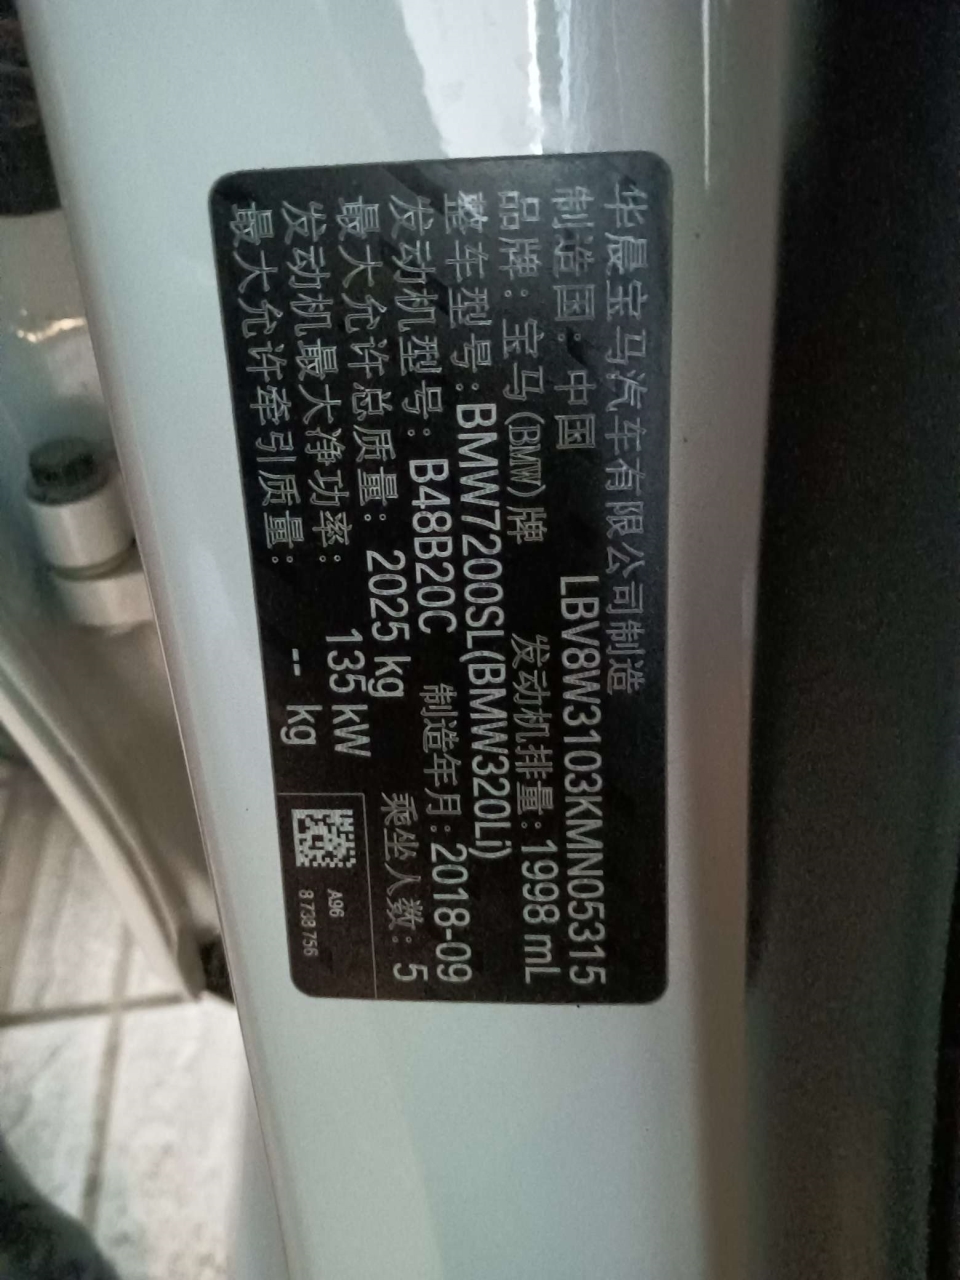 华晨宝马汽车有限公司制造
制造国：中国 LBV8W3103KMN05315
品牌：宝马(BMW)牌 发动机排量：1998 mL
整车型号：BMW7200SL(BMW320Li)
发动机型号：B48B20C 制造年月：2018-09
最大允许总质量：2025 kg 乘坐人数：5
发动机最大净功率：135 kW
最大允许牵引质量：-- kg
A96
8 738 756